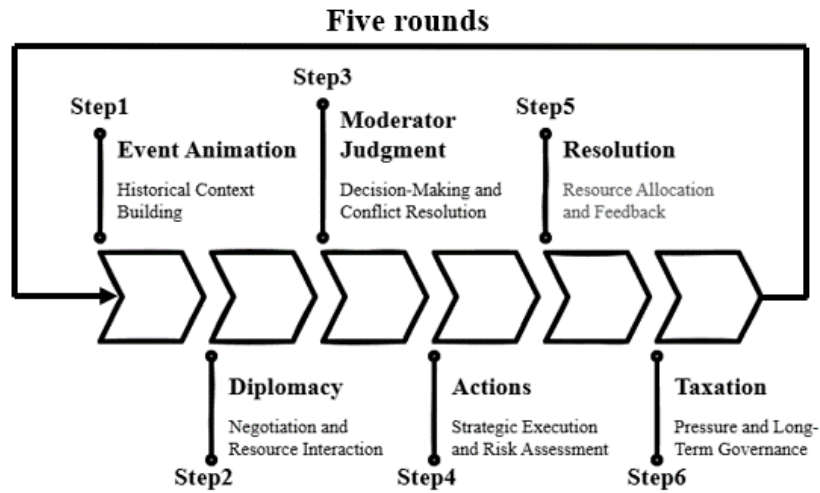 Five rounds
Step1
Event Animation
Historical Context
Building
Step2
Diplomacy
Negotiation and
Resource Interaction
Step3
Moderator
Judgment
Decision-Making and
Conflict Resolution
Step4
Actions
Strategic Execution
and Risk Assessment
Step5
Resolution
Resource Allocation
and Feedback
Step6
Taxation
Pressure and Long-
Term Governance